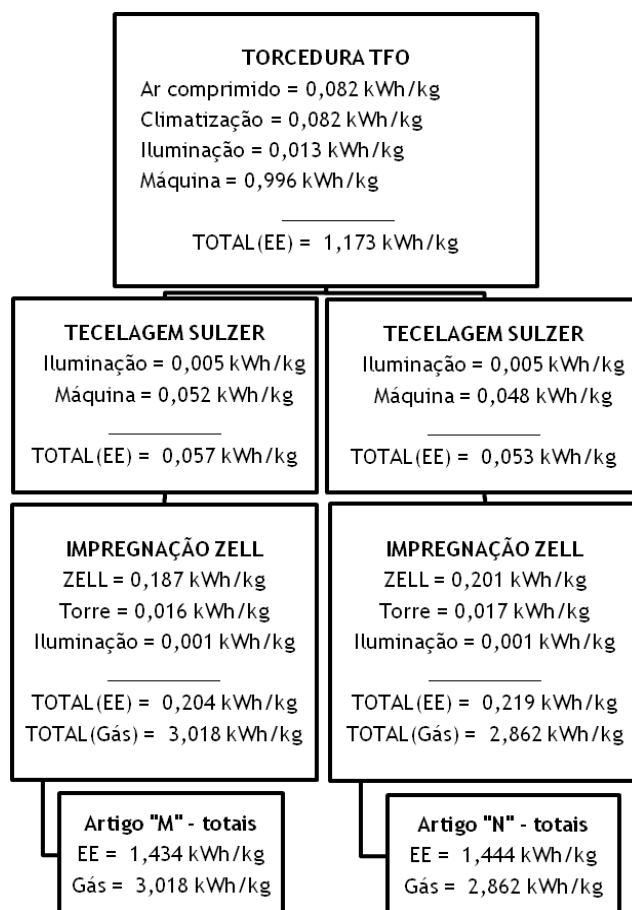 TORCEDURA TFO
Ar comprimido = 0,082 kWh/kg
Climatização = 0,082 kWh/kg
Iluminação = 0,013 kWh/kg
Máquina = 0,996 kWh/kg
TOTAL(EE) = 1,173 kWh/kg
TECELAGEM SULZER
Iluminação = 0,005 kWh/kg
Máquina = 0,052 kWh/kg
TOTAL(EE) = 0,057 kWh/kg
TECELAGEM SULZER
Iluminação = 0,005 kWh/kg
Máquina = 0,048 kWh/kg
TOTAL(EE) = 0,053 kWh/kg
IMPREGNAÇÃO ZELL
ZELL = 0,187 kWh/kg
Torre = 0,016 kWh/kg
Iluminação = 0,001 kWh/kg
TOTAL(EE) = 0,204 kWh/kg
TOTAL(Gás) = 3,018 kWh/kg
IMPREGNAÇÃO ZELL
ZELL = 0,201 kWh/kg
Torre = 0,017 kWh/kg
Iluminação = 0,001 kWh/kg
TOTAL(EE) = 0,219 kWh/kg
TOTAL(Gás) = 2,862 kWh/kg
Artigo "M" - totais
EE = 1,434 kWh/kg
Gás = 3,018 kWh/kg
Artigo "N" - totais
EE = 1,444 kWh/kg
Gás = 2,862 kWh/kg